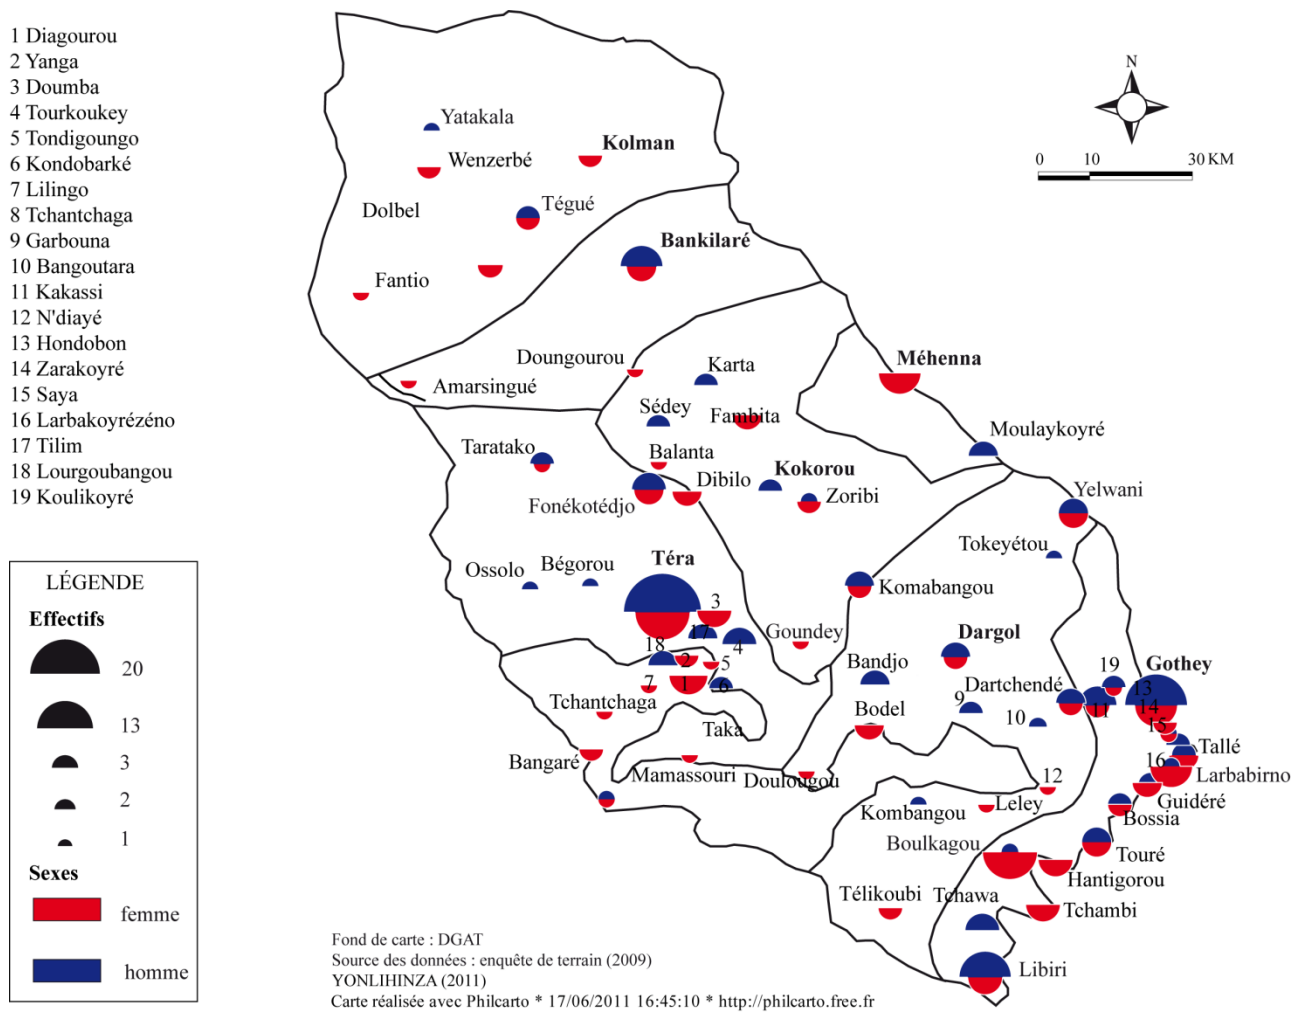 1 Diagourou
2 Yanga
3 Doumba
4 Tourkoukey
5 Tondigoungo
6 Kondobarké
7 Lilingo
8 Tchantchaga
9 Garbouna
10 Bangoutara
11 Kakassi
12 N'diayé
13 Hondobon
14 Zarakoyré
15 Saya
16 Larbakoyrézéno
17 Tilim
18 Lourgoubangou
19 Koulikoyré
LÉGENDE
Effectifs
20
13
3
2
1
Sexes
femme
homme
N
0 10 30 KM
Yatakala
Kolman
Wenzerbé
Tégué
Dolbel
Bankilaré
Fantio
Doungourou
Karta
Méhenna
Amarsingué
Sédey
Fambita
Moulaykoyré
Taratako
Balanta
Kokorou
Dibilo
Zoribi
Yelwani
Fonékotédjo
Tokeyétou
Téra
Ossolo
Bégorou
Komabangou
3
17
4
18
2
5
7
1
6
Goundey
Dargol
Bandjo
Gothey
19
13
Dartchendé
14
11
9
10
15
Tchantchaga
Bodel
Taka
Tallé
16
Bangaré
Mamassouri
Doulougou
12
Larbabirno
Guidéré
Kombangou
Leley
Bossia
Boulkagou
Touré
Hantigorou
Télikoubi
Tchawa
Tchambi
Libiri
Fond de carte : DGAT
Source des données : enquête de terrain (2009)
YONLIHINZA (2011)
Carte réalisée avec Philcarto * 17/06/2011 16:45:10 * http://philcarto.free.fr